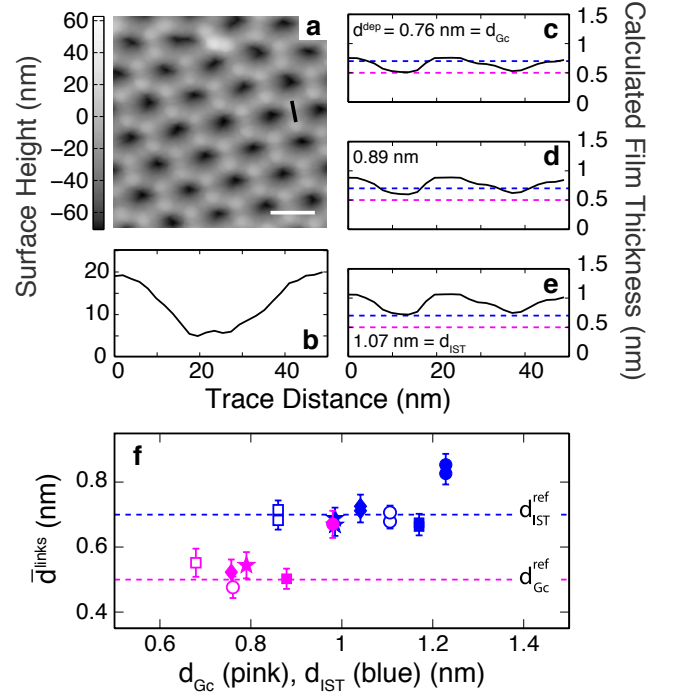 a
Surface Height (nm)
60
40
20
0
−20
−40
−60
b
20
10
0
0 20 40
c
d^dep = 0.76 nm = d_Gc
1.5
1
0.5
0
d
0.89 nm
1.5
1
0.5
0
e
1.07 nm = d_IST
1.5
1
0.5
0
0 20 40
Calculated Film Thickness (nm)
Trace Distance (nm)
f
d̄^links (nm)
0.8
0.6
0.4
d_IST^ref
d_Gc^ref
0.6 0.8 1 1.2 1.4
d_Gc (pink), d_IST (blue) (nm)